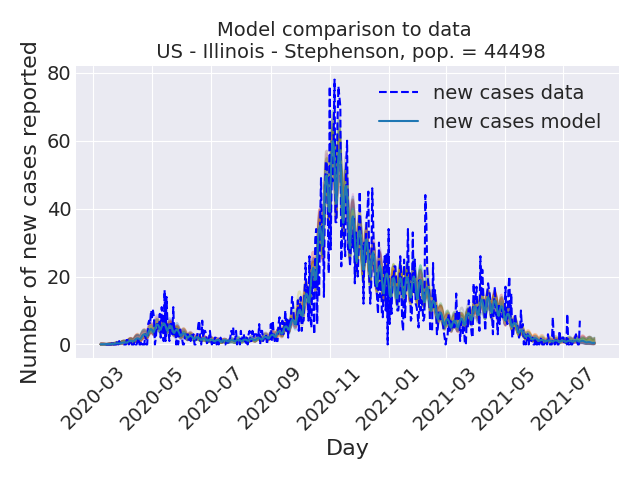 Model comparison to data
US - Illinois - Stephenson, pop. = 44498
Number of new cases reported
80
60
40
20
0
new cases data
new cases model
2020-03
2020-05
2020-07
2020-09
2020-11
2021-01
2021-03
2021-05
2021-07
Day